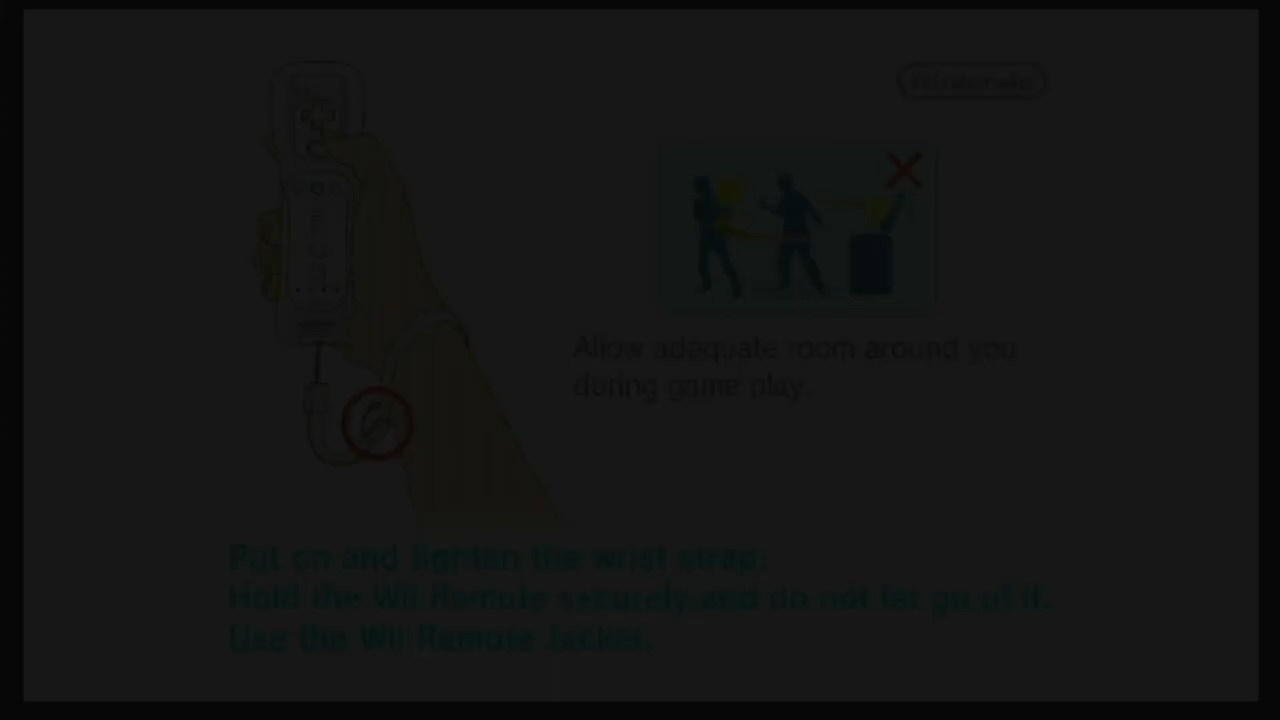 Nintendo
Allow adequate room around you
during game play.
Put on and tighten the wrist strap.
Hold the Wii Remote securely and do not let go of it.
Use the Wii Remote Jacket.